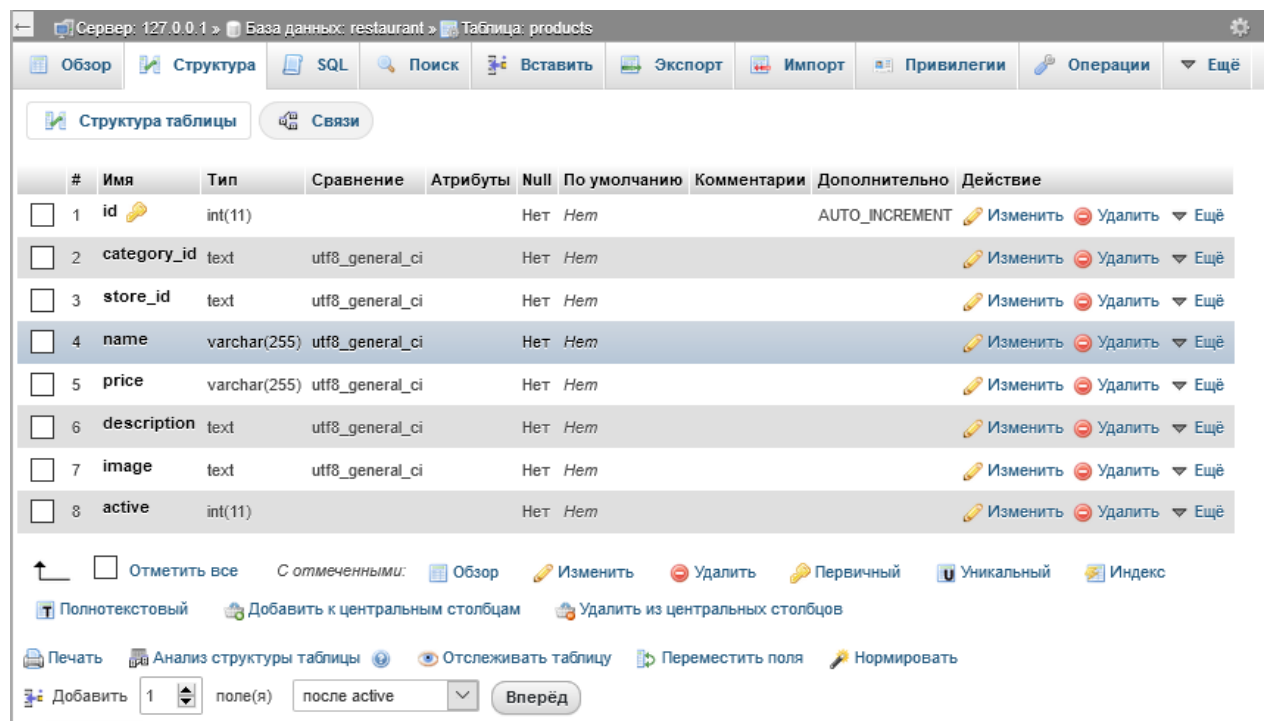 ← Сервер: 127.0.0.1 » База данных: restaurant » Таблица: products
Обзор Структура SQL Поиск Вставить Экспорт Импорт Привилегии Операции Ещё
Структура таблицы Связи
# Имя Тип Сравнение Атрибуты Null По умолчанию Комментарии Дополнительно Действие
1 id int(11) Нет Нет AUTO_INCREMENT Изменить Удалить Ещё
2 category_id text utf8_general_ci Нет Нет Изменить Удалить Ещё
3 store_id text utf8_general_ci Нет Нет Изменить Удалить Ещё
4 name varchar(255) utf8_general_ci Нет Нет Изменить Удалить Ещё
5 price varchar(255) utf8_general_ci Нет Нет Изменить Удалить Ещё
6 description text utf8_general_ci Нет Нет Изменить Удалить Ещё
7 image text utf8_general_ci Нет Нет Изменить Удалить Ещё
8 active int(11) Нет Нет Изменить Удалить Ещё
Отметить все С отмеченными: Обзор Изменить Удалить Первичный Уникальный Индекс
Полнотекстовый Добавить к центральным столбцам Удалить из центральных столбцов
Печать Анализ структуры таблицы Отслеживать таблицу Переместить поля Нормировать
Добавить 1 поле(я) после active Вперёд